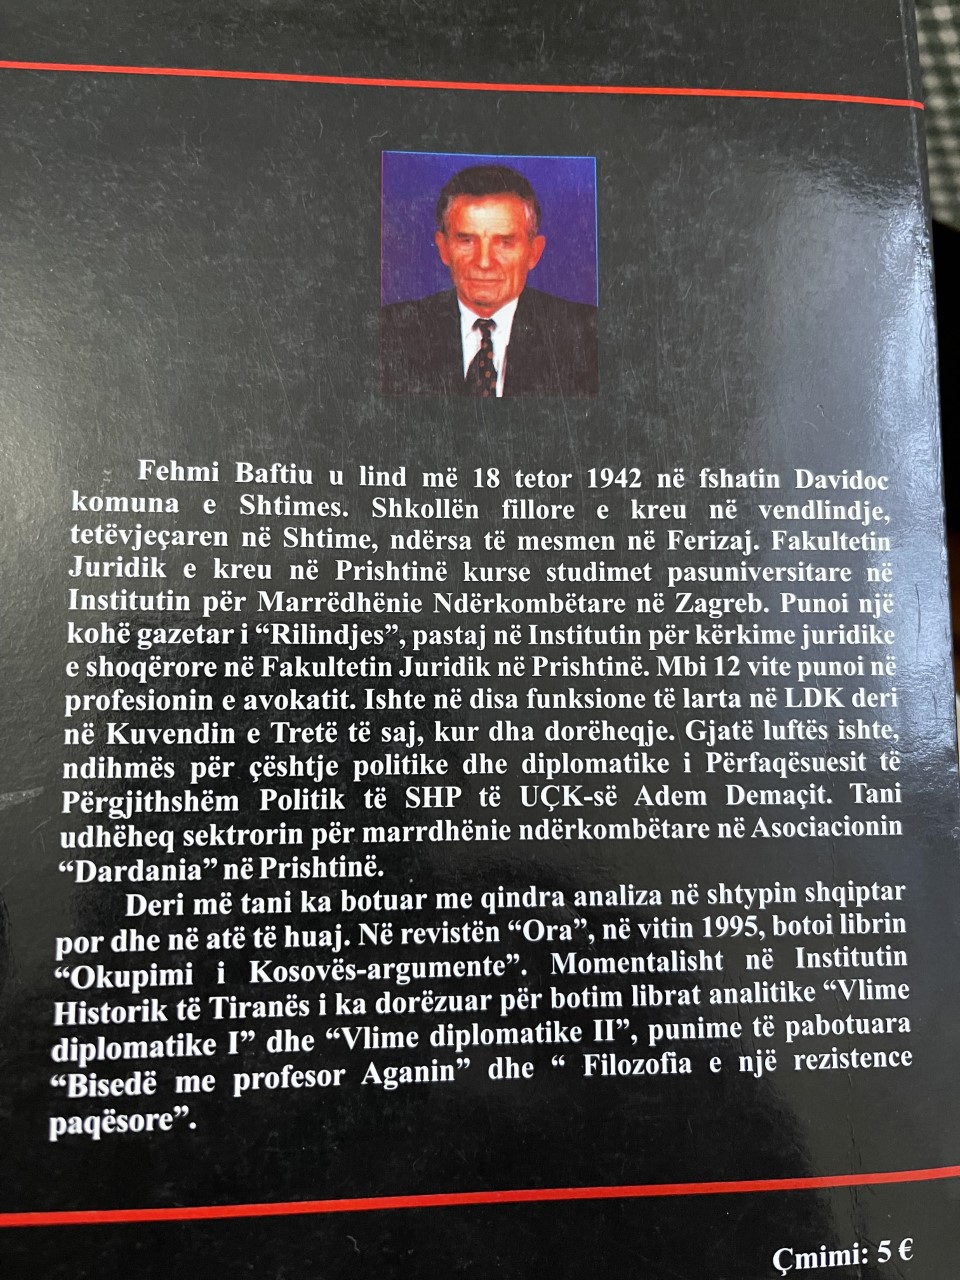 Fehmi Baftiu u lind më 18 tetor 1942 në fshatin Davidoc
komuna e Shtimes. Shkollën fillore e kreu në vendlindje,
tetëvjeçaren në Shtime, ndërsa të mesmen në Ferizaj. Fakultetin
Juridik e kreu në Prishtinë kurse studimet pasuniversitare në
Institutin për Marrëdhënie Ndërkombëtare në Zagreb. Punoi një
kohë gazetar i “Rilindjes”, pastaj në Institutin për kërkime juridike
e shoqërore në Fakultetin Juridik në Prishtinë. Mbi 12 vite punoi në
profesionin e avokatit. Ishte në disa funksione të larta në LDK deri
në Kuvendin e Tretë të saj, kur dha dorëheqje. Gjatë luftës ishte,
ndihmës për çështje politike dhe diplomatike i Përfaqësuesit të
Përgjithshëm Politik të SHP të UÇK-së Adem Demaçit. Tani
udhëheq sektrorin për marrdhënie ndërkombëtare në Asociacionin
“Dardania” në Prishtinë.
Deri më tani ka botuar me qindra analiza në shtypin shqiptar
por dhe në atë të huaj. Në revistën “Ora”, në vitin 1995, botoi librin
“Okupimi i Kosovës-argumente”. Momentalisht në Institutin
Historik të Tiranës i ka dorëzuar për botim librat analitike “Vlime
diplomatike I” dhe “Vlime diplomatike II”, punime të pabotuara
“Bisedë me profesor Aganin” dhe “ Filozofia e një rezistence
paqësore”.
Çmimi: 5 €